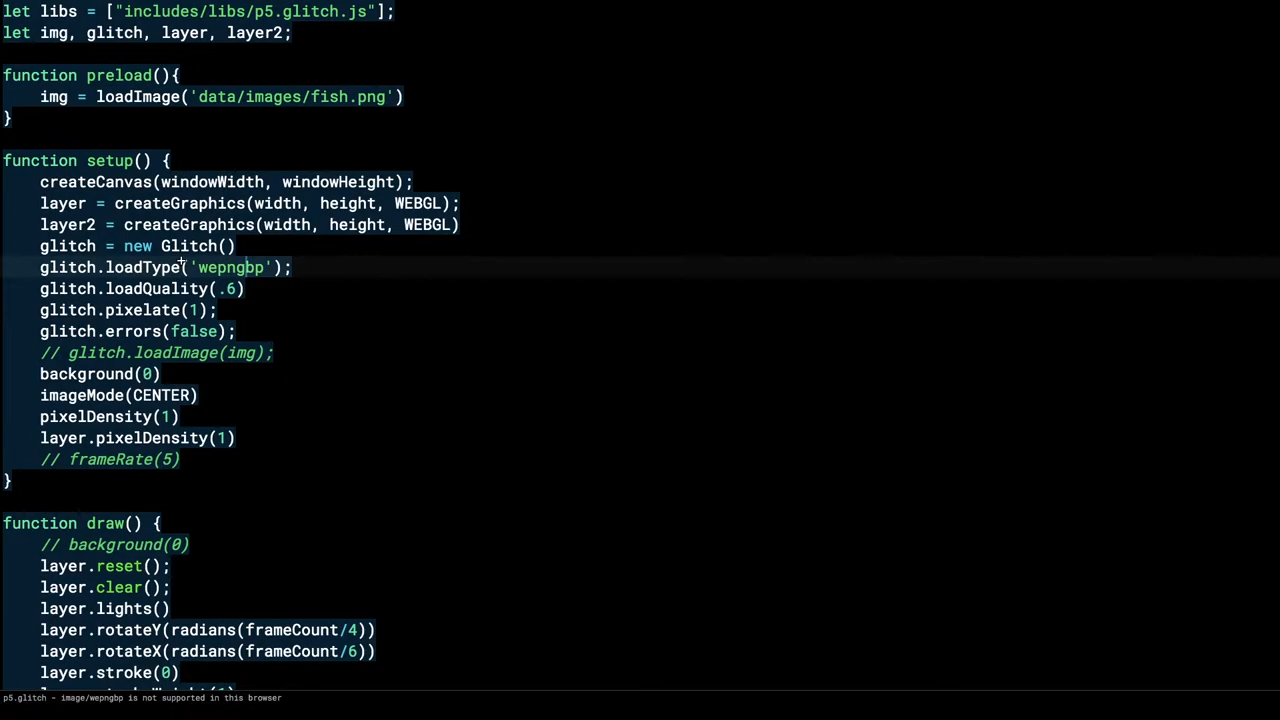 let libs = ["includes/libs/p5.glitch.js"];
let img, glitch, layer, layer2;
function preload(){
img = loadImage('data/images/fish.png')
}
function setup() {
createCanvas(windowWidth, windowHeight);
layer = createGraphics(width, height, WEBGL);
layer2 = createGraphics(width, height, WEBGL)
glitch = new Glitch()
glitch.loadType('wepngbp');
glitch.loadQuality(.6)
glitch.pixelate(1);
glitch.errors(false);
// glitch.loadImage(img);
background(0)
imageMode(CENTER)
pixelDensity(1)
layer.pixelDensity(1)
// frameRate(5)
}
function draw() {
// background(0)
layer.reset();
layer.clear();
layer.lights()
layer.rotateY(radians(frameCount/4))
layer.rotateX(radians(frameCount/6))
layer.stroke(0)
p5.glitch - image/wepngbp is not supported in this browser